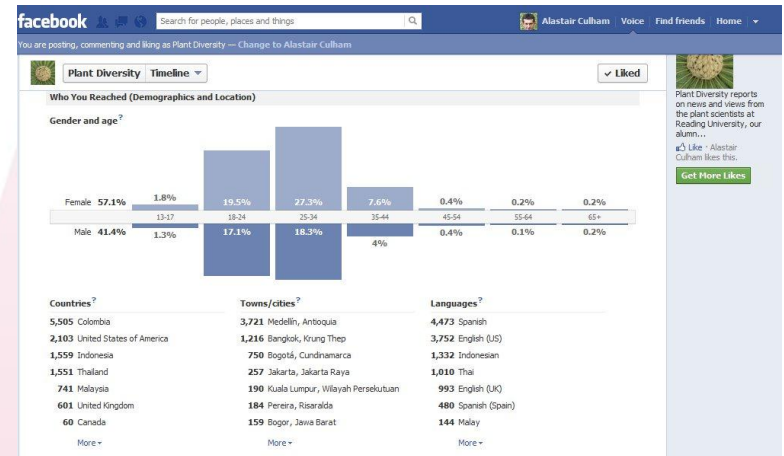 facebook Search for people, places and things Alastair Culham Voice Find friends Home
You are posting, commenting and liking as Plant Diversity — Change to Alastair Culham
Plant Diversity Timeline ✓ Liked
Who You Reached (Demographics and Location)
Gender and age?
Female 57.1% 1.8% 19.5% 27.3% 7.6% 0.4% 0.2% 0.2%
13-17 18-24 25-34 35-44 45-54 55-64 65+
Male 41.4% 1.3% 17.1% 18.3% 4% 0.4% 0.1% 0.2%
Countries? Towns/cities? Languages?
5,505 Colombia 3,721 Medellín, Antioquia 4,473 Spanish
2,103 United States of America 1,216 Bangkok, Krung Thep 3,752 English (US)
1,559 Indonesia 750 Bogotá, Cundinamarca 1,332 Indonesian
1,551 Thailand 257 Jakarta, Jakarta Raya 1,010 Thai
741 Malaysia 190 Kuala Lumpur, Wilayah Persekutuan 993 English (UK)
601 United Kingdom 184 Pereira, Risaralda 480 Spanish (Spain)
60 Canada 159 Bogor, Jawa Barat 144 Malay
More More More
Plant Diversity reports
on news and views from
the plant scientists at
Reading University, our
alumn...
Like · Alastair
Culham likes this.
Get More Likes